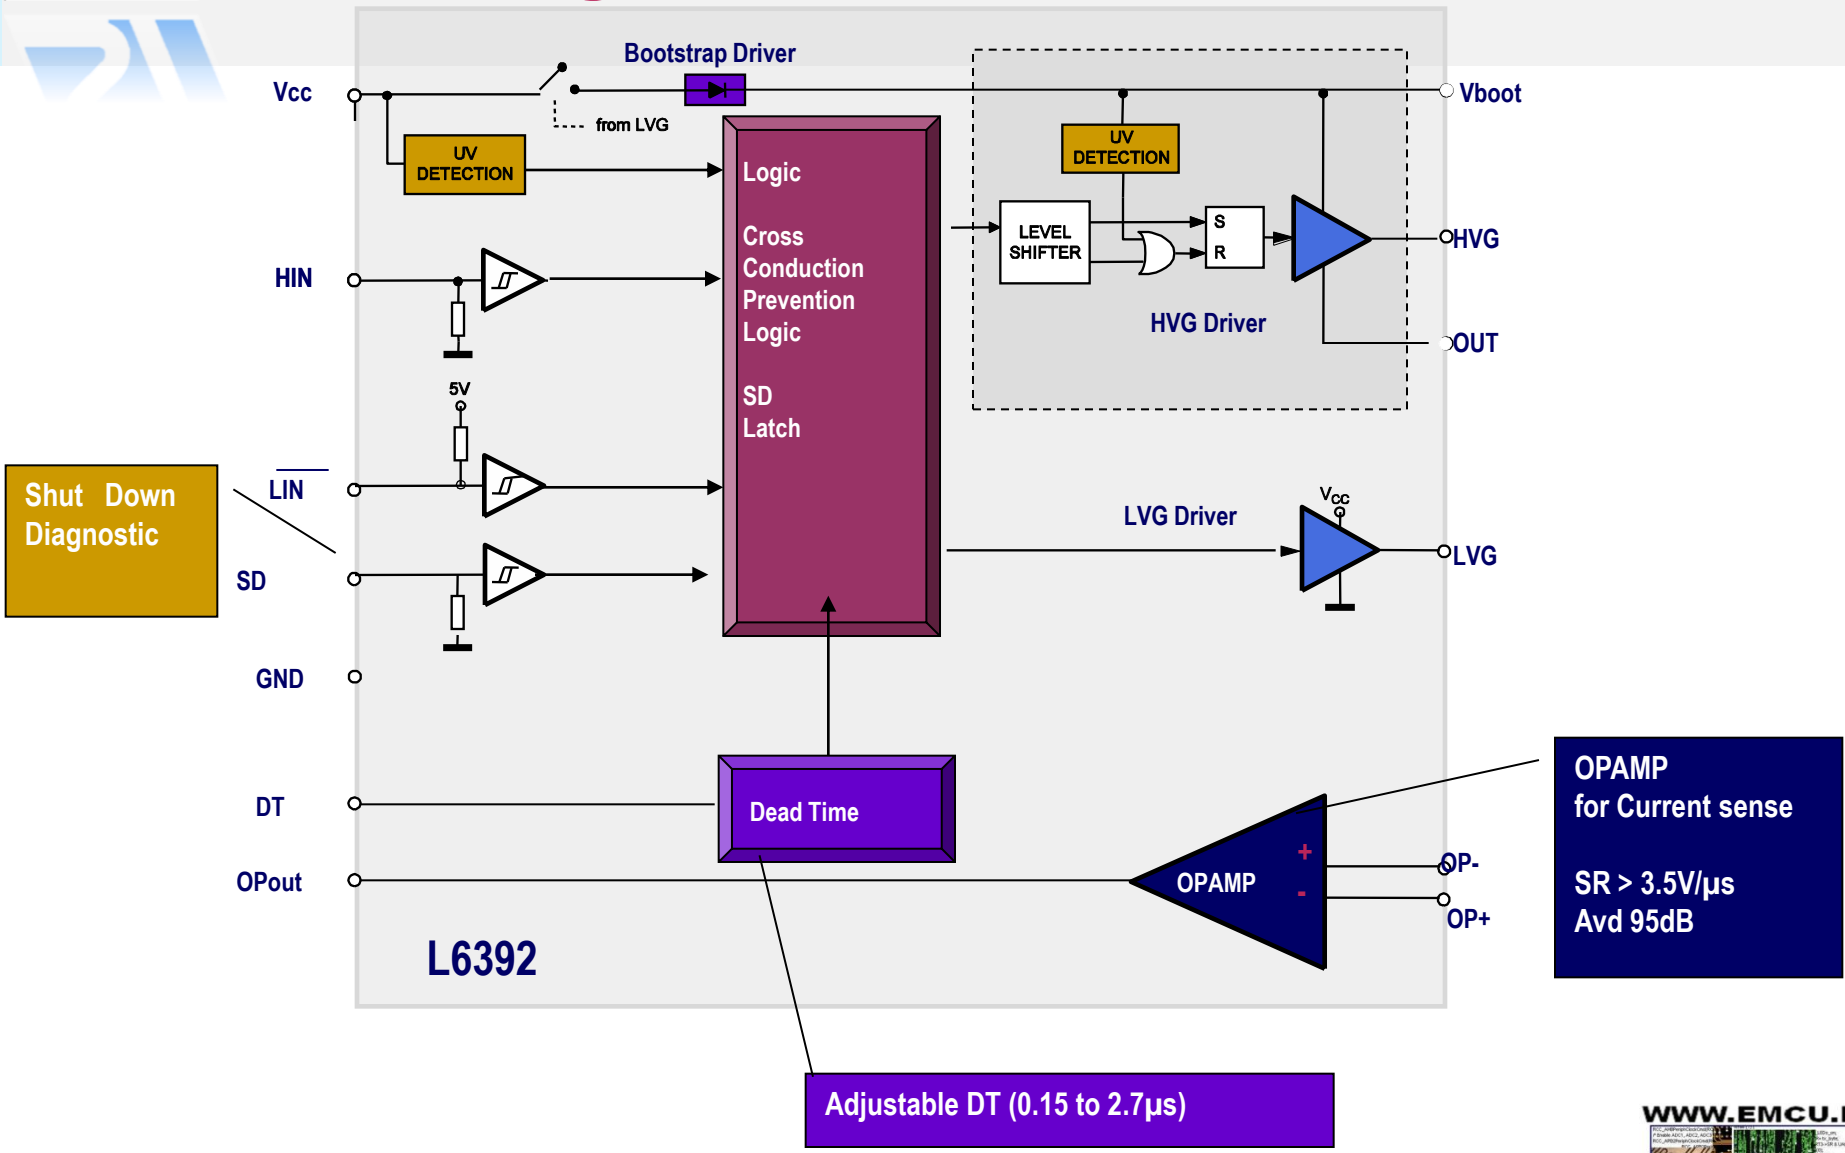 Bootstrap Driver
Vcc
Vboot
from LVG
UV
DETECTION
UV
DETECTION
Logic
Cross
Conduction
Prevention
Logic
SD
Latch
LEVEL
SHIFTER
S
R
HVG
HIN
HVG Driver
OUT
5V
Shut Down
Diagnostic
LIN
VCC
LVG Driver
LVG
SD
GND
DT
Dead Time
OPAMP
for Current sense
SR > 3.5V/µs
Avd 95dB
+
-
OPAMP
OP-
OP+
OPout
L6392
Adjustable DT (0.15 to 2.7µs)
WWW.EMCU.